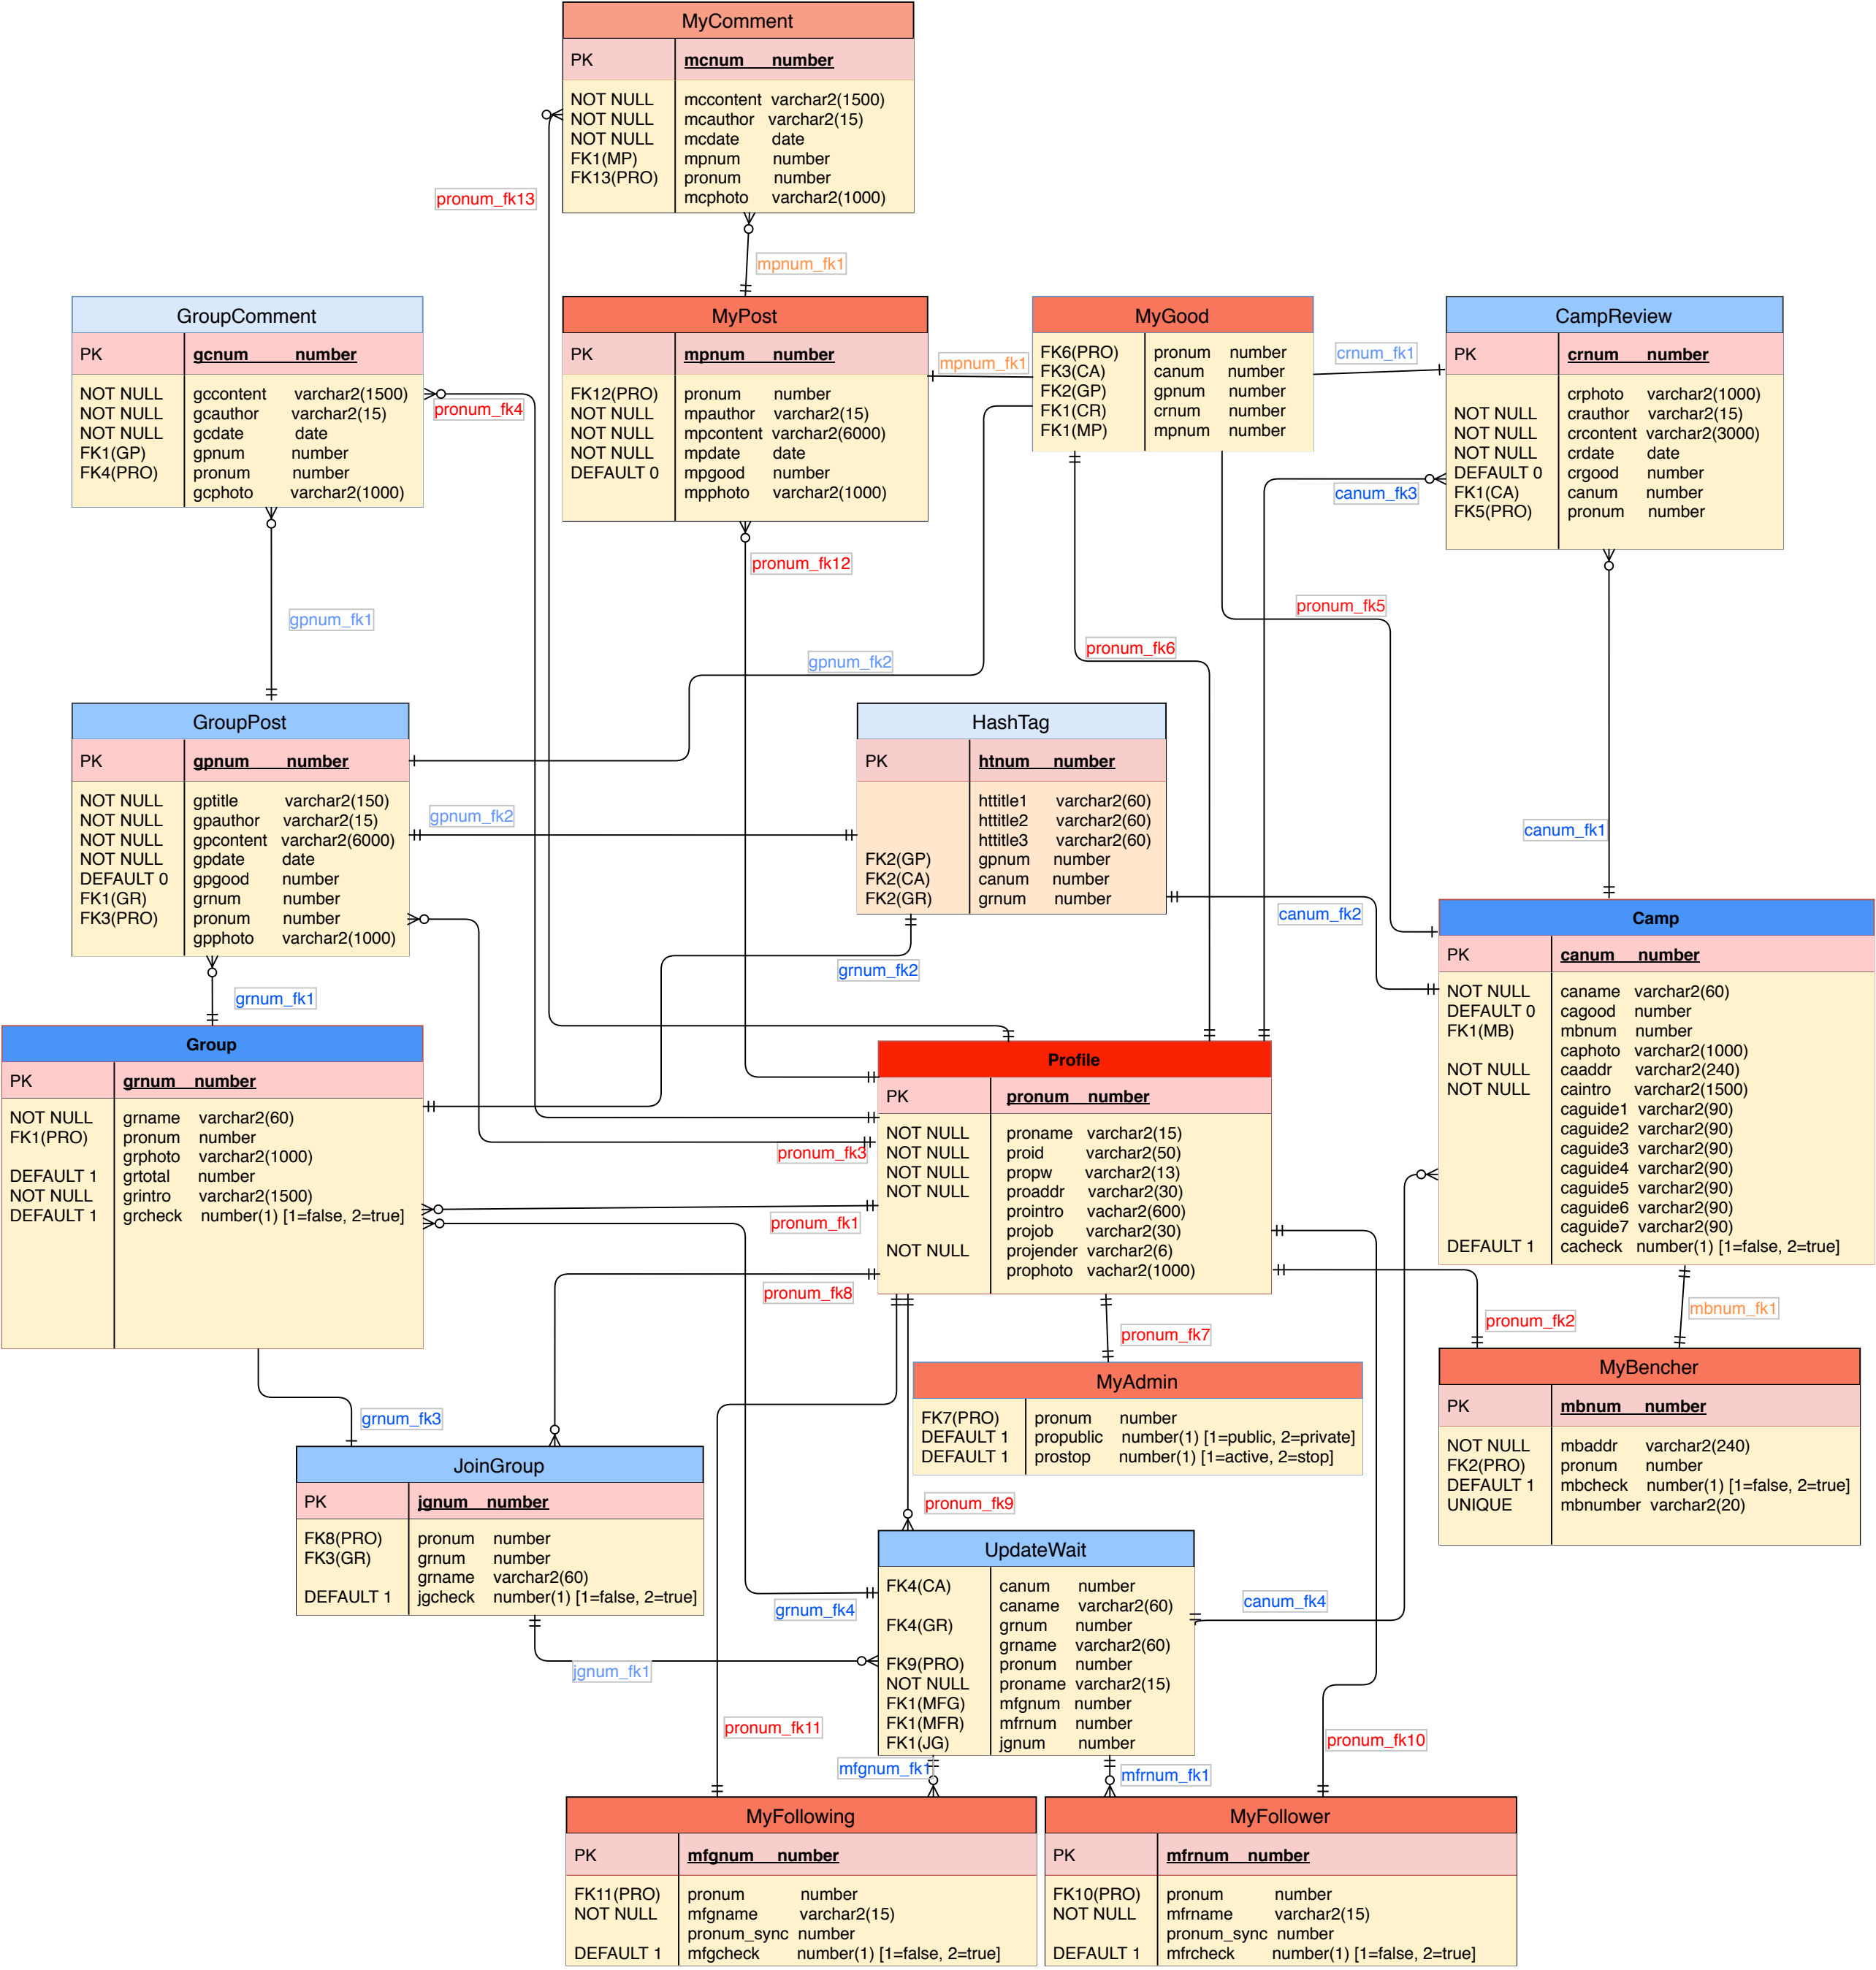 MyComment
PK mcnum number
NOT NULL mccontent varchar2(1500)
NOT NULL mcauthor varchar2(15)
NOT NULL mcdate date
FK1(MP) mpnum number
FK13(PRO) pronum number
mcphoto varchar2(1000)
pronum_fk13
mpnum_fk1
GroupComment
PK gcnum number
NOT NULL gccontent varchar2(1500)
NOT NULL gcauthor varchar2(15)
NOT NULL gcdate date
FK1(GP) gpnum number
FK4(PRO) pronum number
gcphoto varchar2(1000)
pronum_fk4
MyPost
PK mpnum number
FK12(PRO) pronum number
NOT NULL mpauthor varchar2(15)
NOT NULL mpcontent varchar2(6000)
NOT NULL mpdate date
DEFAULT 0 mpgood number
mpphoto varchar2(1000)
mpnum_fk1
MyGood
FK6(PRO) pronum number
FK3(CA) canum number
FK2(GP) gpnum number
FK1(CR) crnum number
FK1(MP) mpnum number
crnum_fk1
CampReview
PK crnum number
crphoto varchar2(1000)
NOT NULL crauthor varchar2(15)
NOT NULL crcontent varchar2(3000)
NOT NULL crdate date
DEFAULT 0 crgood number
FK1(CA) canum number
FK5(PRO) pronum number
canum_fk3
pronum_fk12
gpnum_fk1
pronum_fk5
pronum_fk6
gpnum_fk2
GroupPost
PK gpnum number
NOT NULL gptitle varchar2(150)
NOT NULL gpauthor varchar2(15)
NOT NULL gpcontent varchar2(6000)
NOT NULL gpdate date
DEFAULT 0 gpgood number
FK1(GR) grnum number
FK3(PRO) pronum number
gpphoto varchar2(1000)
gpnum_fk2
HashTag
PK htnum number
httitle1 varchar2(60)
httitle2 varchar2(60)
httitle3 varchar2(60)
FK2(GP) gpnum number
FK2(CA) canum number
FK2(GR) grnum number
canum_fk1
canum_fk2
grnum_fk2
grnum_fk1
Camp
PK canum number
NOT NULL caname varchar2(60)
DEFAULT 0 cagood number
FK1(MB) mbnum number
caphoto varchar2(1000)
NOT NULL caaddr varchar2(240)
NOT NULL caintro varchar2(1500)
caguide1 varchar2(90)
caguide2 varchar2(90)
caguide3 varchar2(90)
caguide4 varchar2(90)
caguide5 varchar2(90)
caguide6 varchar2(90)
caguide7 varchar2(90)
DEFAULT 1 cacheck number(1) [1=false, 2=true]
Group
PK grnum number
NOT NULL grname varchar2(60)
FK1(PRO) pronum number
grphoto varchar2(1000)
DEFAULT 1 grtotal number
NOT NULL grintro varchar2(1500)
DEFAULT 1 grcheck number(1) [1=false, 2=true]
Profile
PK pronum number
NOT NULL proname varchar2(15)
NOT NULL proid varchar2(50)
NOT NULL propw varchar2(13)
NOT NULL proaddr varchar2(30)
prointro vachar2(600)
projob varchar2(30)
NOT NULL projender varchar2(6)
prophoto vachar2(1000)
pronum_fk3
pronum_fk1
pronum_fk8
pronum_fk7
pronum_fk2
mbnum_fk1
MyAdmin
FK7(PRO) pronum number
DEFAULT 1 propublic number(1) [1=public, 2=private]
DEFAULT 1 prostop number(1) [1=active, 2=stop]
MyBencher
PK mbnum number
NOT NULL mbaddr varchar2(240)
FK2(PRO) pronum number
DEFAULT 1 mbcheck number(1) [1=false, 2=true]
UNIQUE mbnumber varchar2(20)
grnum_fk3
JoinGroup
PK jgnum number
FK8(PRO) pronum number
FK3(GR) grnum number
grname varchar2(60)
DEFAULT 1 jgcheck number(1) [1=false, 2=true]
pronum_fk9
UpdateWait
FK4(CA) canum number
caname varchar2(60)
FK4(GR) grnum number
grname varchar2(60)
FK9(PRO) pronum number
NOT NULL proname varchar2(15)
FK1(MFG) mfgnum number
FK1(MFR) mfrnum number
FK1(JG) jgnum number
grnum_fk4
canum_fk4
jgnum_fk1
pronum_fk11
pronum_fk10
mfgnum_fk1
mfrnum_fk1
MyFollowing
PK mfgnum number
FK11(PRO) pronum number
NOT NULL mfgname varchar2(15)
pronum_sync number
DEFAULT 1 mfgcheck number(1) [1=false, 2=true]
MyFollower
PK mfrnum number
FK10(PRO) pronum number
NOT NULL mfrname varchar2(15)
pronum_sync number
DEFAULT 1 mfrcheck number(1) [1=false, 2=true]